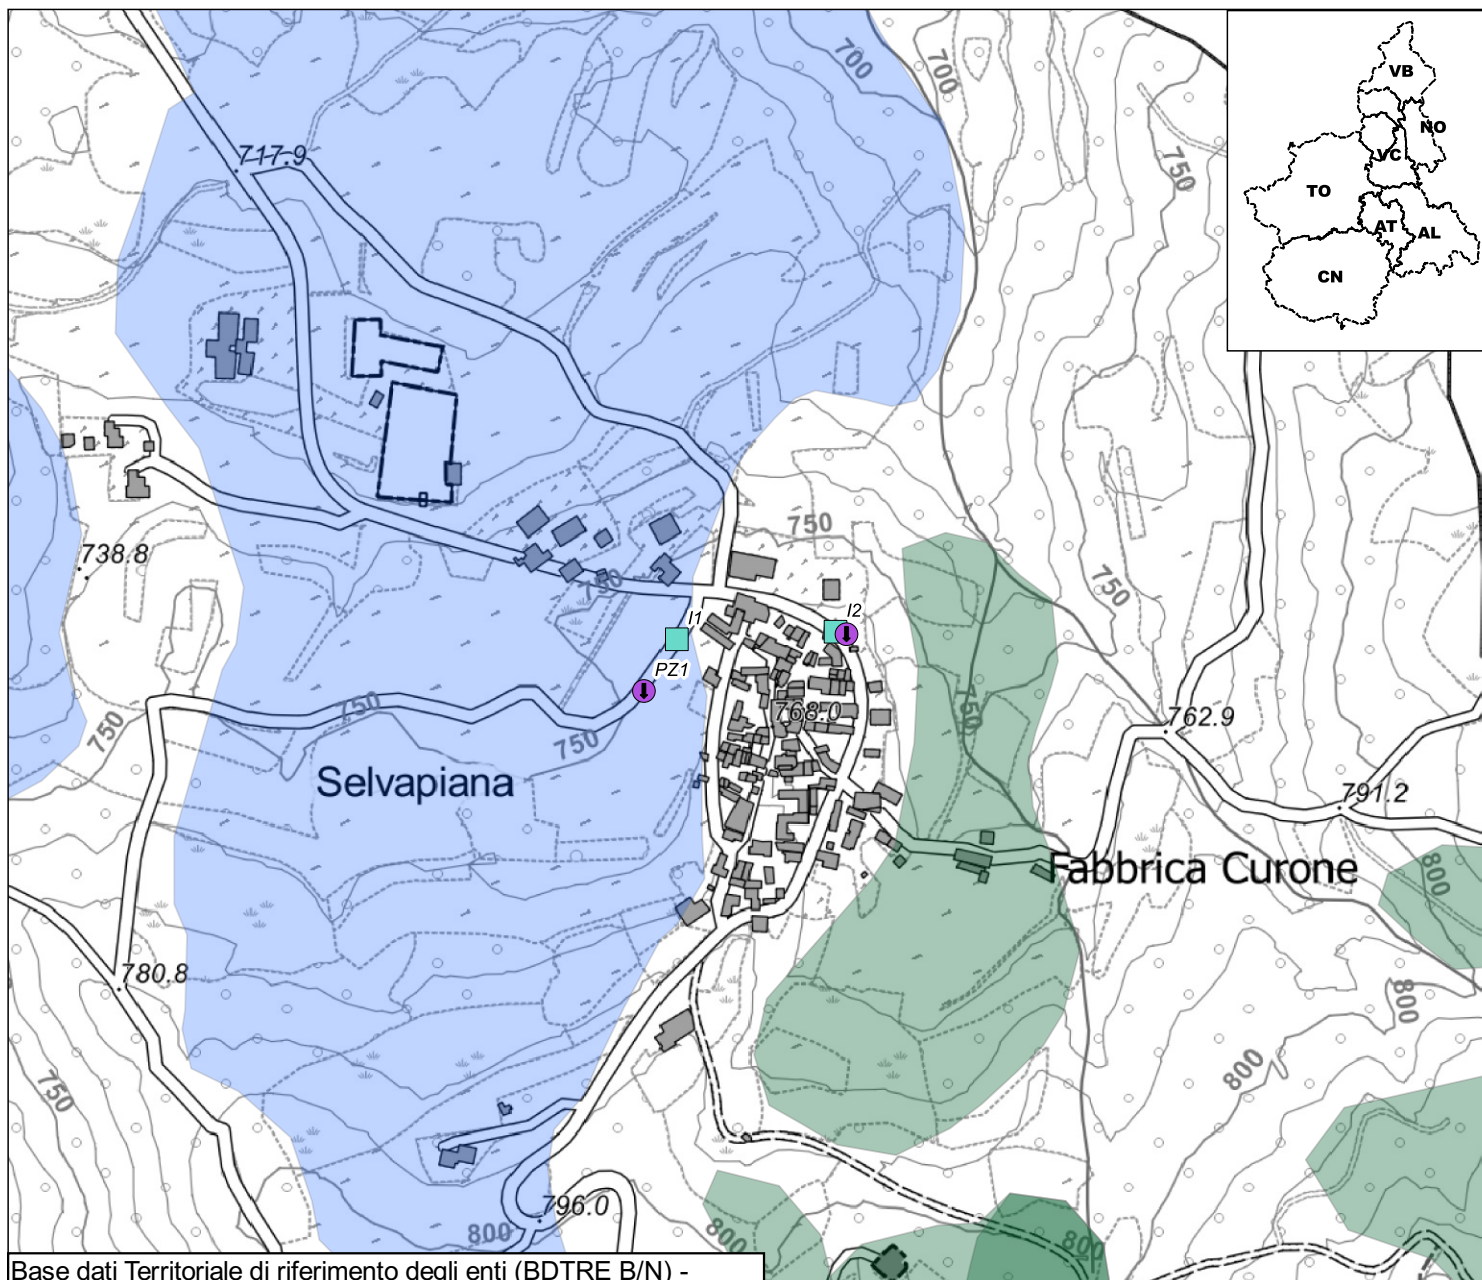 700
700
VB
NO
VC
TO
AT
AL
CN
717.9
750
738.8
750
750
750
I1
I2
PZ1
750
750
750
768.0
750
762.9
Selvapiana
791.2
Fabbrica Curone
800
780.8
800
750
800
796.0
800
800
800
Base dati Territoriale di riferimento degli enti (BDTRE B/N) -